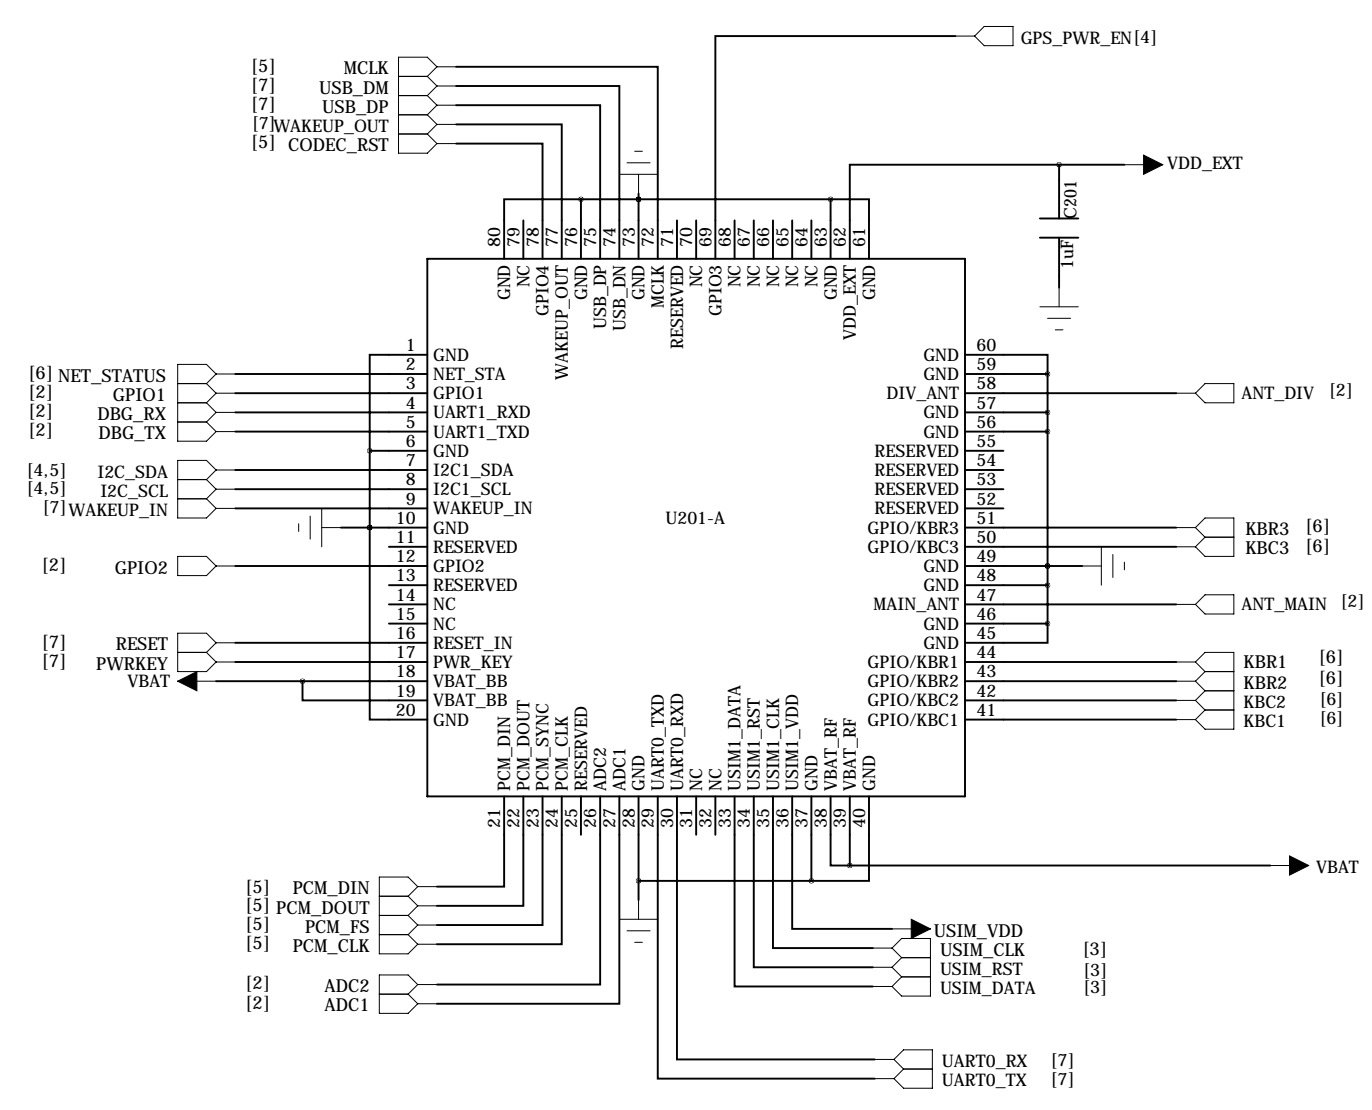 GPS_PWR_EN[4]
[5] MCLK
[7] USB_DM
[7] USB_DP
[7]WAKEUP_OUT
[5] CODEC_RST
VDD_EXT
C201
1uF
80 79 78 77 76 75 74 73 72 71 70 69 68 67 66 65 64 63 62 61
GND NC GPIO4 WAKEUP_OUT GND USB_DP USB_DN GND MCLK RESERVED NC GPIO3 NC NC NC NC NC GND VDD_EXT GND
1 GND
[6] NET_STATUS 2 NET_STA
[2] GPIO1 3 GPIO1
[2] DBG_RX 4 UART1_RXD
[2] DBG_TX 5 UART1_TXD
6 GND
[4,5] I2C_SDA 7 I2C1_SDA
[4,5] I2C_SCL 8 I2C1_SCL
[7] WAKEUP_IN 9 WAKEUP_IN
10 GND
11 RESERVED
[2] GPIO2 12 GPIO2
13 RESERVED
14 NC
15 NC
[7] RESET 16 RESET_IN
[7] PWRKEY 17 PWR_KEY
VBAT 18 VBAT_BB
19 VBAT_BB
20 GND
U201-A
GND 60
GND 59
DIV_ANT 58 ANT_DIV [2]
GND 57
GND 56
RESERVED 55
RESERVED 54
RESERVED 53
RESERVED 52
GPIO/KBR3 51 KBR3 [6]
GPIO/KBC3 50 KBC3 [6]
GND 49
GND 48
MAIN_ANT 47 ANT_MAIN [2]
GND 46
GND 45
GPIO/KBR1 44 KBR1 [6]
GPIO/KBR2 43 KBR2 [6]
GPIO/KBC2 42 KBC2 [6]
GPIO/KBC1 41 KBC1 [6]
PCM_DIN PCM_DOUT PCM_SYNC PCM_CLK RESERVED ADC2 ADC1 GND UART0_TXD UART0_RXD NC NC USIM1_DATA USIM1_RST USIM1_CLK USIM1_VDD GND VBAT_RF VBAT_RF GND
21 22 23 24 25 26 27 28 29 30 31 32 33 34 35 36 37 38 39 40
VBAT
[5] PCM_DIN
[5] PCM_DOUT
[5] PCM_FS
[5] PCM_CLK
[2] ADC2
[2] ADC1
USIM_VDD
USIM_CLK [3]
USIM_RST [3]
USIM_DATA [3]
UART0_RX [7]
UART0_TX [7]